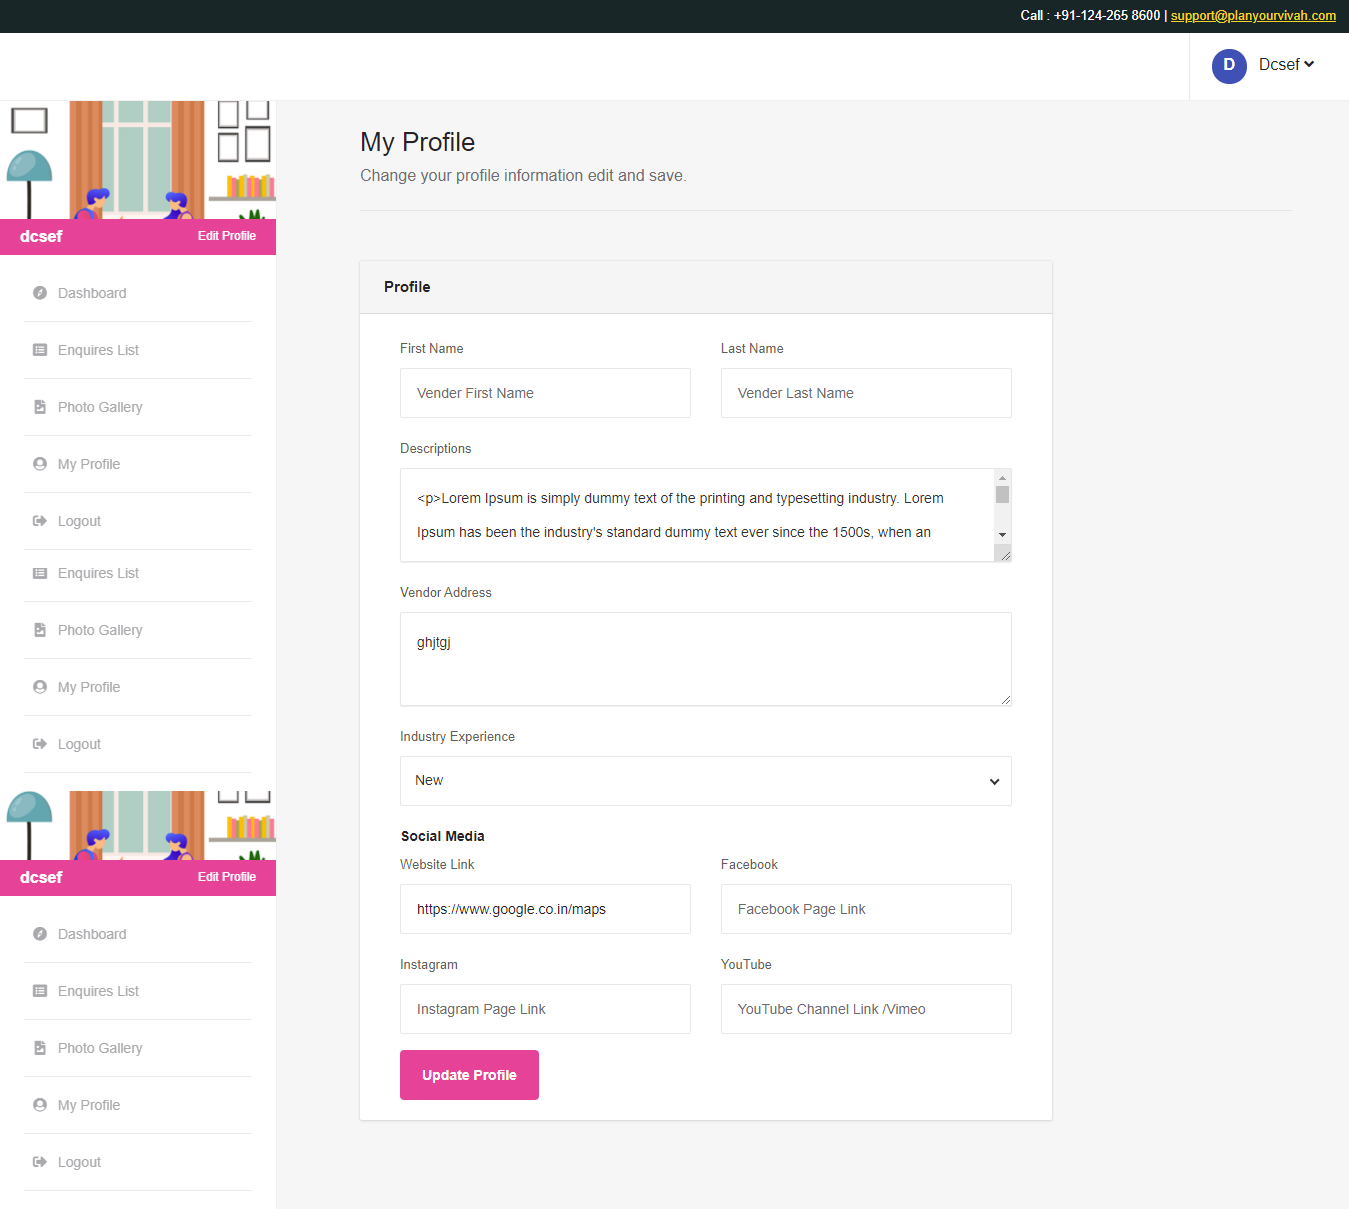 Call : +91-124-265 8600 | support@planyourvivah.com
D Dcsef
dcsef Edit Profile
Dashboard
Enquires List
Photo Gallery
My Profile
Logout
Enquires List
Photo Gallery
My Profile
Logout
dcsef Edit Profile
Dashboard
Enquires List
Photo Gallery
My Profile
Logout
My Profile
Change your profile information edit and save.
Profile
First Name Last Name
Vender First Name Vender Last Name
Descriptions
<p>Lorem Ipsum is simply dummy text of the printing and typesetting industry. Lorem
Ipsum has been the industry's standard dummy text ever since the 1500s, when an
Vendor Address
ghjtgj
Industry Experience
New
Social Media
Website Link Facebook
https://www.google.co.in/maps Facebook Page Link
Instagram YouTube
Instagram Page Link YouTube Channel Link /Vimeo
Update Profile